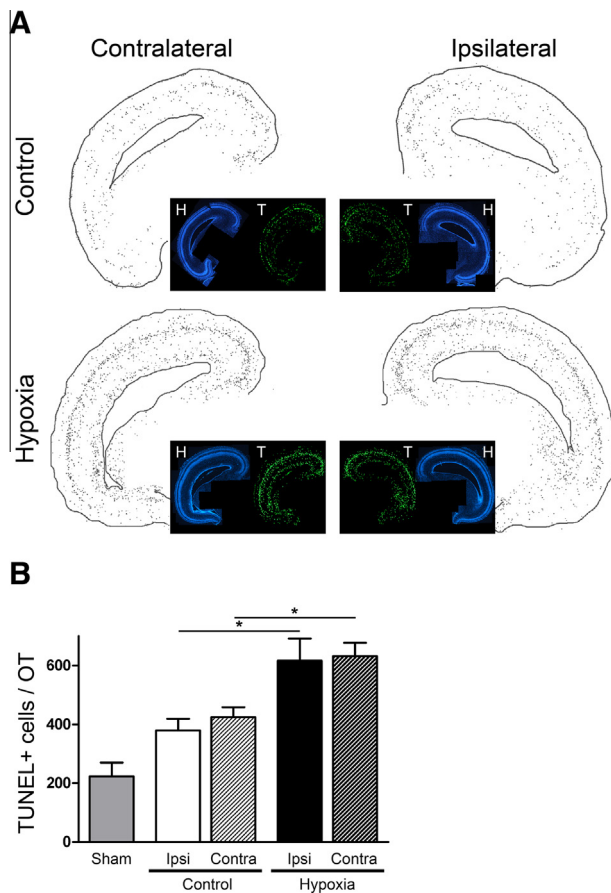 A
Contralateral
Ipsilateral
Control
H
T
T
H
Hypoxia
H
T
T
H
B
*
*
TUNEL+ cells / OT
600
400
200
0
Sham
Ipsi
Contra
Ipsi
Contra
Control
Hypoxia